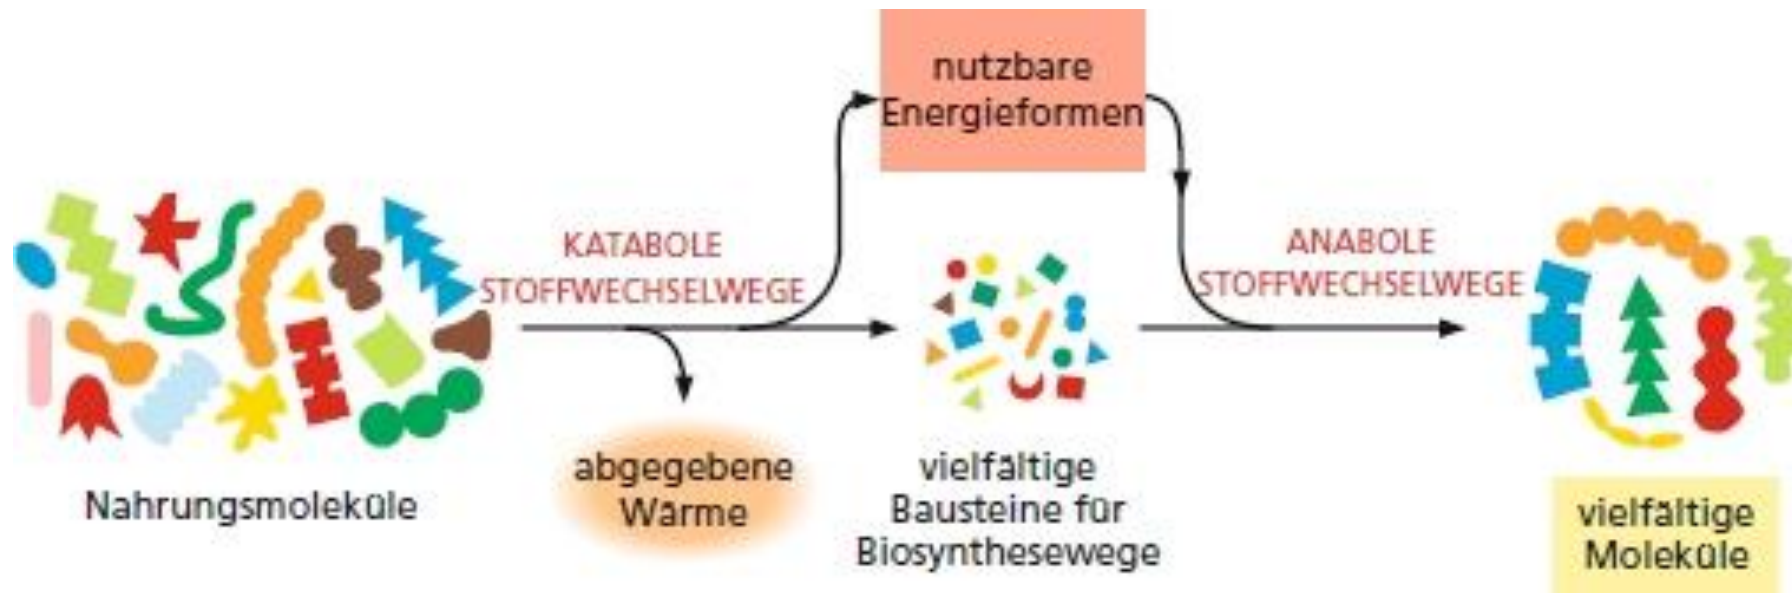 nutzbare
Energieformen
KATABOLE
STOFFWECHSELWEGE
ANABOLE
STOFFWECHSELWEGE
Nahrungsmoleküle
abgegebene
Wärme
vielfältige
Bausteine für
Biosynthesewege
vielfältige
Moleküle